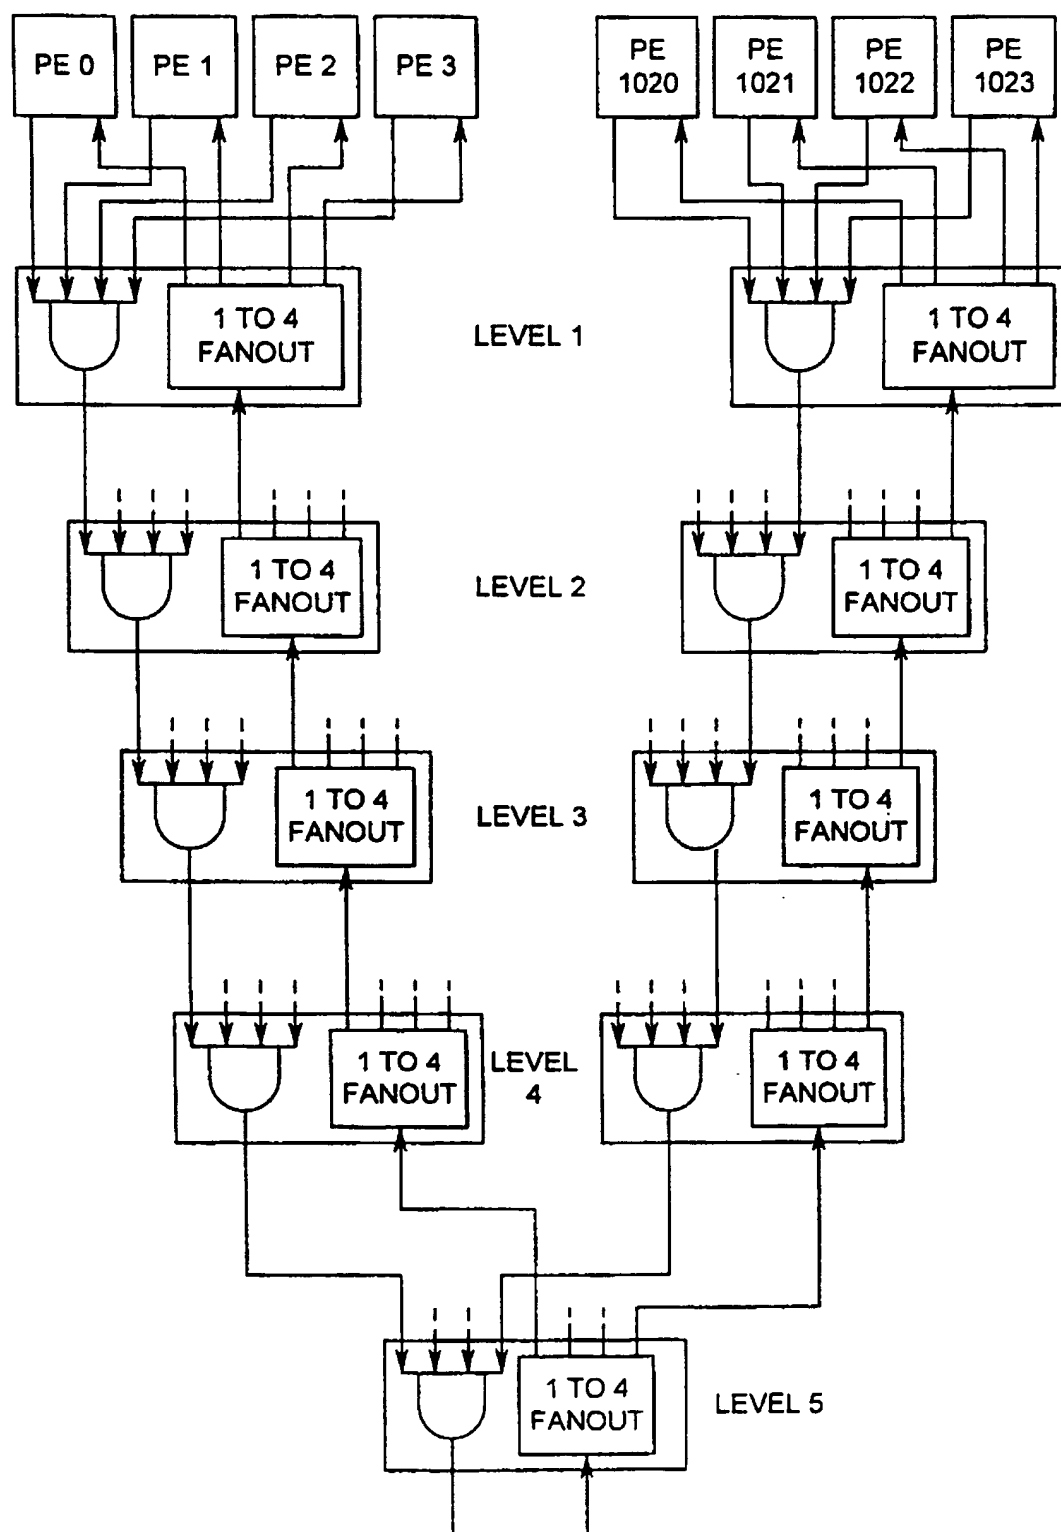 PE 0
PE 1
PE 2
PE 3
PE
1020
PE
1021
PE
1022
PE
1023
1 TO 4
FANOUT
LEVEL 1
1 TO 4
FANOUT
1 TO 4
FANOUT
LEVEL 2
1 TO 4
FANOUT
1 TO 4
FANOUT
LEVEL 3
1 TO 4
FANOUT
1 TO 4
FANOUT
LEVEL
4
1 TO 4
FANOUT
1 TO 4
FANOUT
LEVEL 5